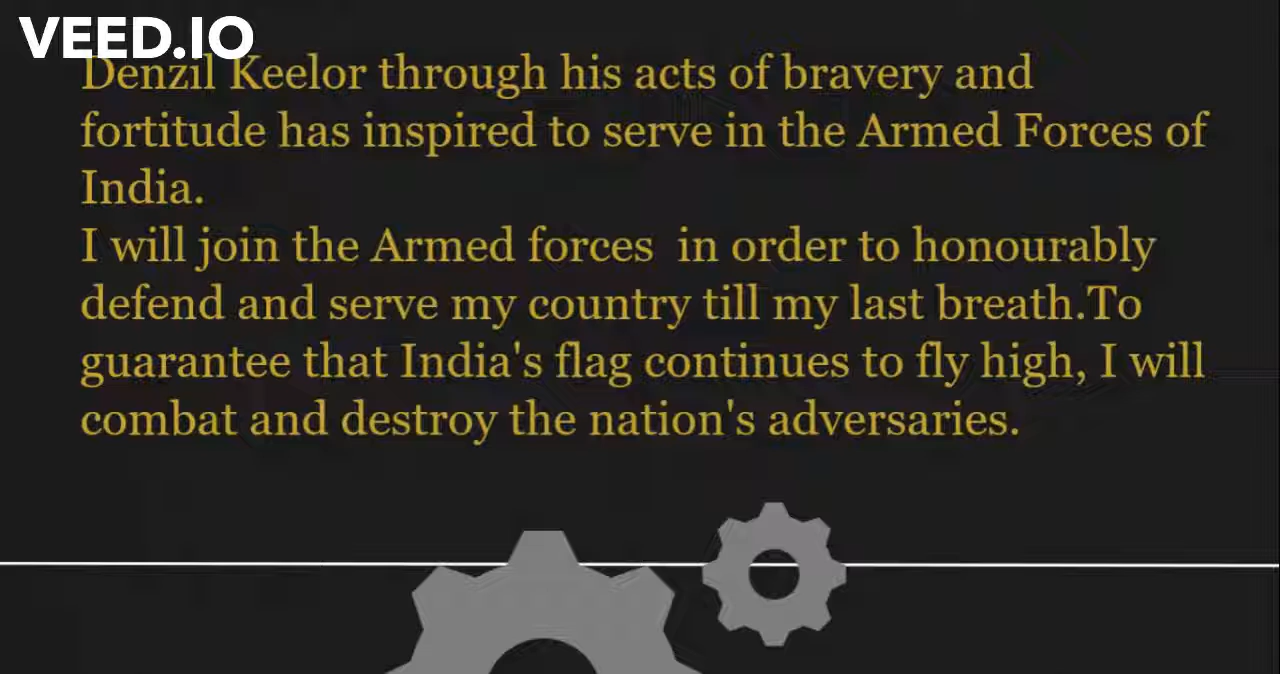 VEED.IO
Denzil Keelor through his acts of bravery and
fortitude has inspired to serve in the Armed Forces of
India.
I will join the Armed forces  in order to honourably
defend and serve my country till my last breath.To
guarantee that India's flag continues to fly high, I will
combat and destroy the nation's adversaries.